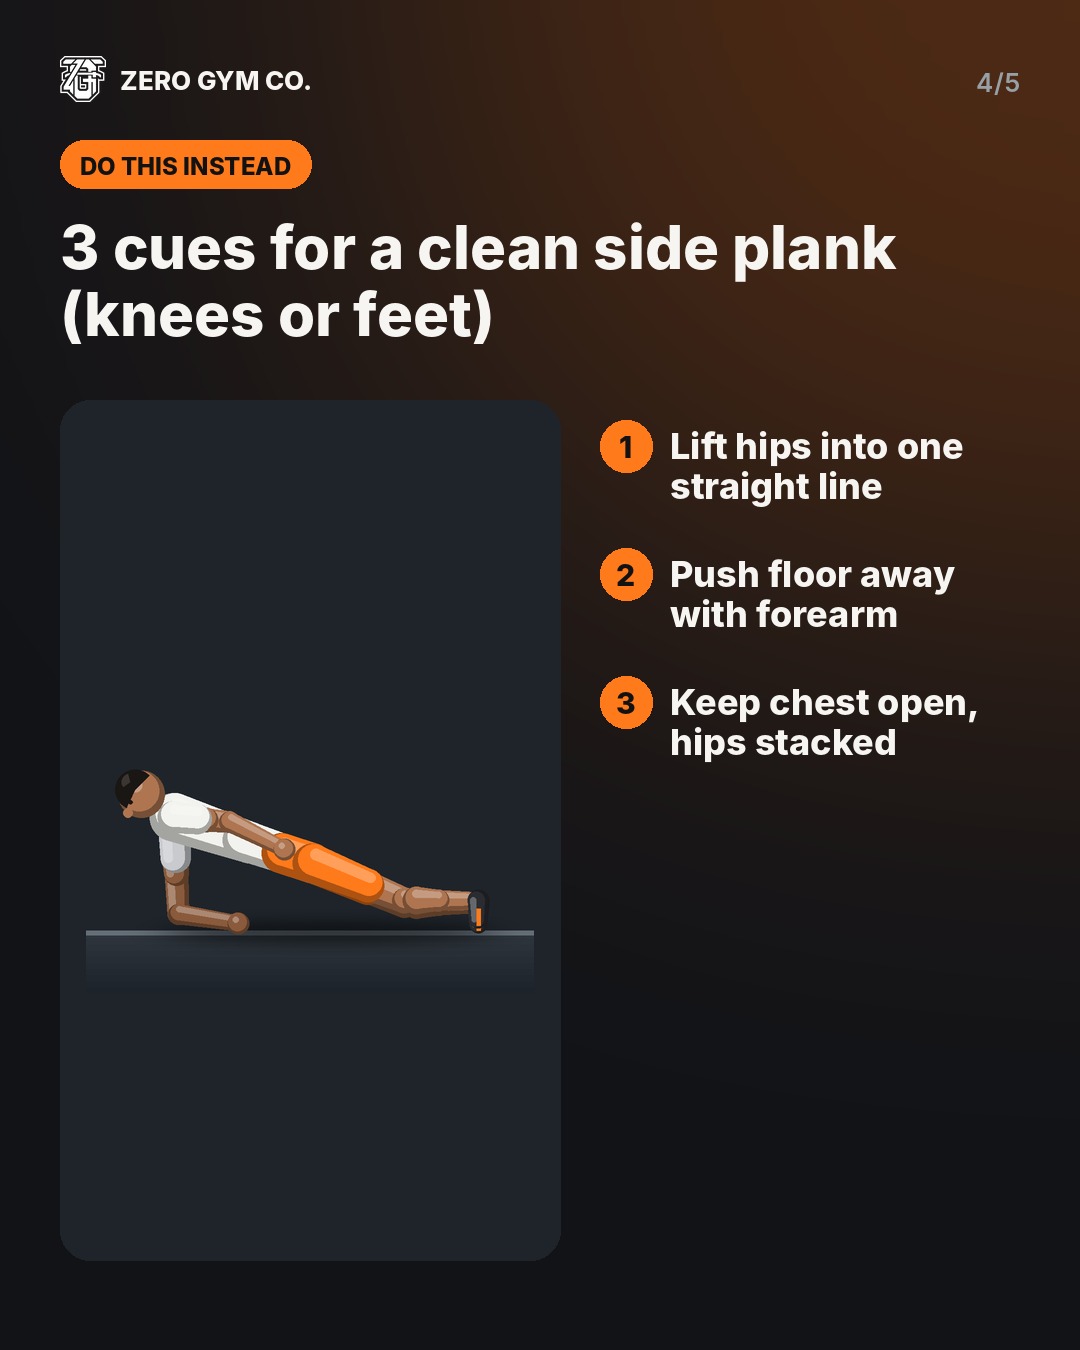 ZERO GYM CO.
4/5
DO THIS INSTEAD
3 cues for a clean side plank
(knees or feet)
1 Lift hips into one
straight line
2 Push floor away
with forearm
3 Keep chest open,
hips stacked